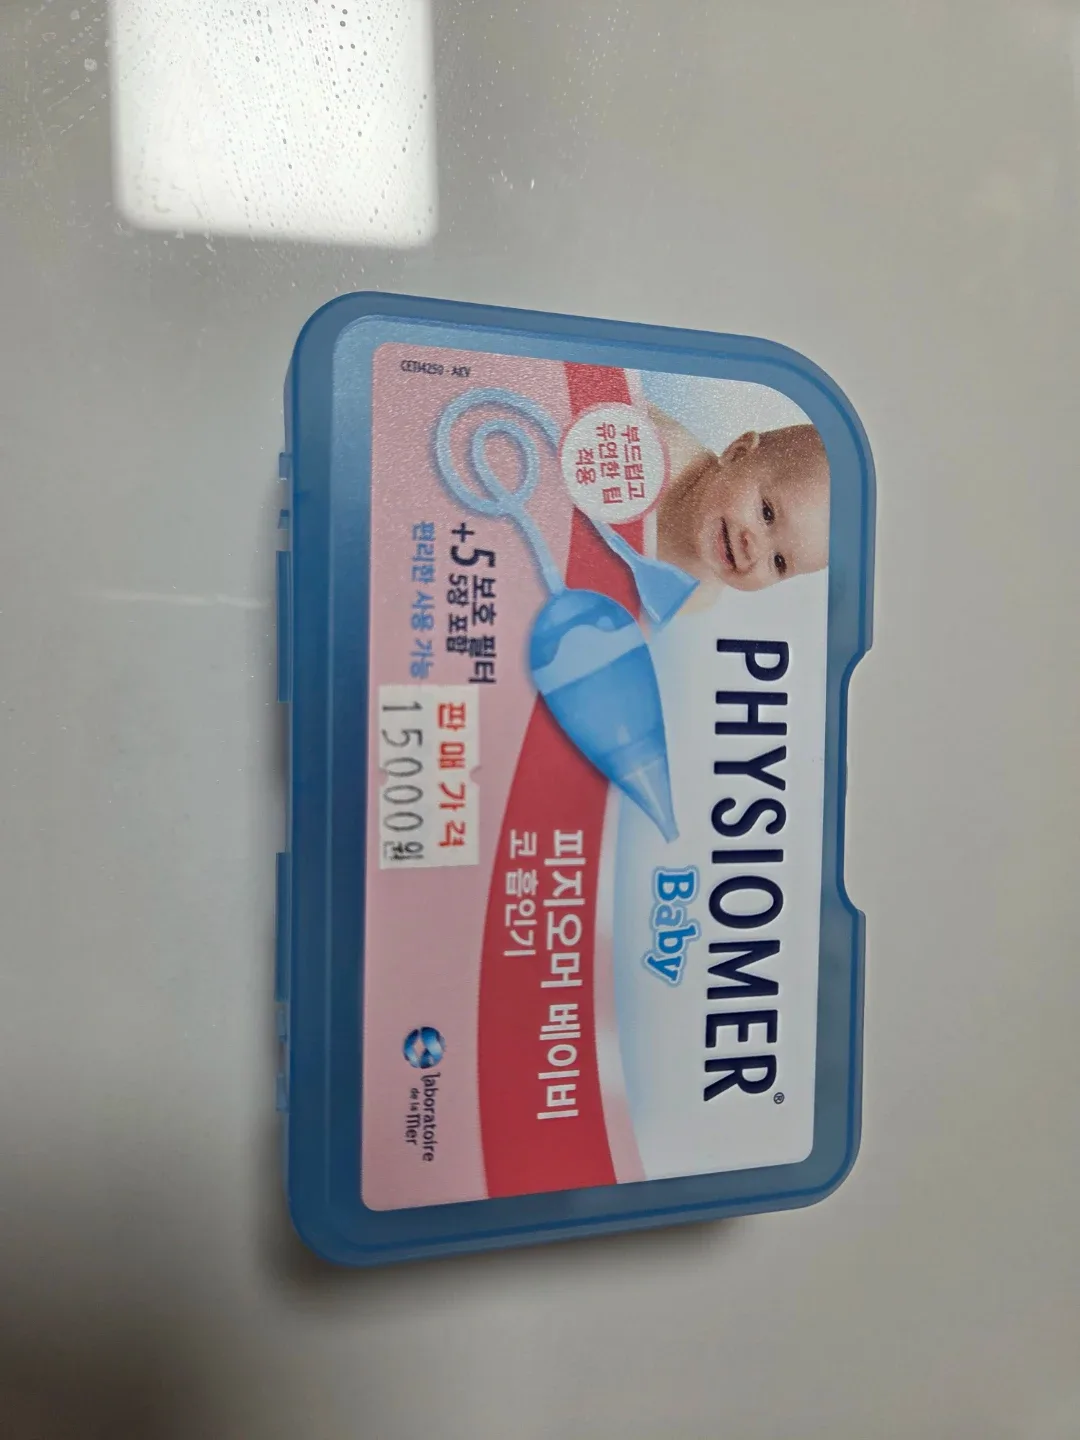 PHYSIOMER®
Baby
부드럽고
유연한 팁
적용
피지오머 베이비
코 흡인기
+5 보호 필터
5장 포함
편리한 사용 가능
판매가격
15000원
CETI4250 - AEV
laboratoire
de la mer